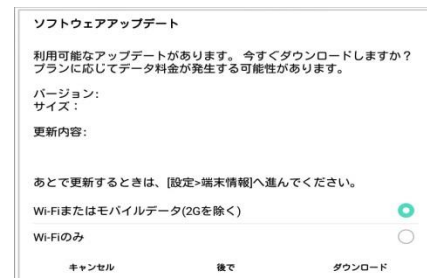 ソフトウェアアップデート
利用可能なアップデートがあります。 今すぐダウンロードしますか？
プランに応じてデータ料金が発生する可能性があります。
バージョン:
サイズ：
更新内容:
あとで更新するときは、[設定>端末情報]へ進んでください。
Wi-Fiまたはモバイルデータ(2Gを除く)
Wi-Fiのみ
キャンセル 後で ダウンロード